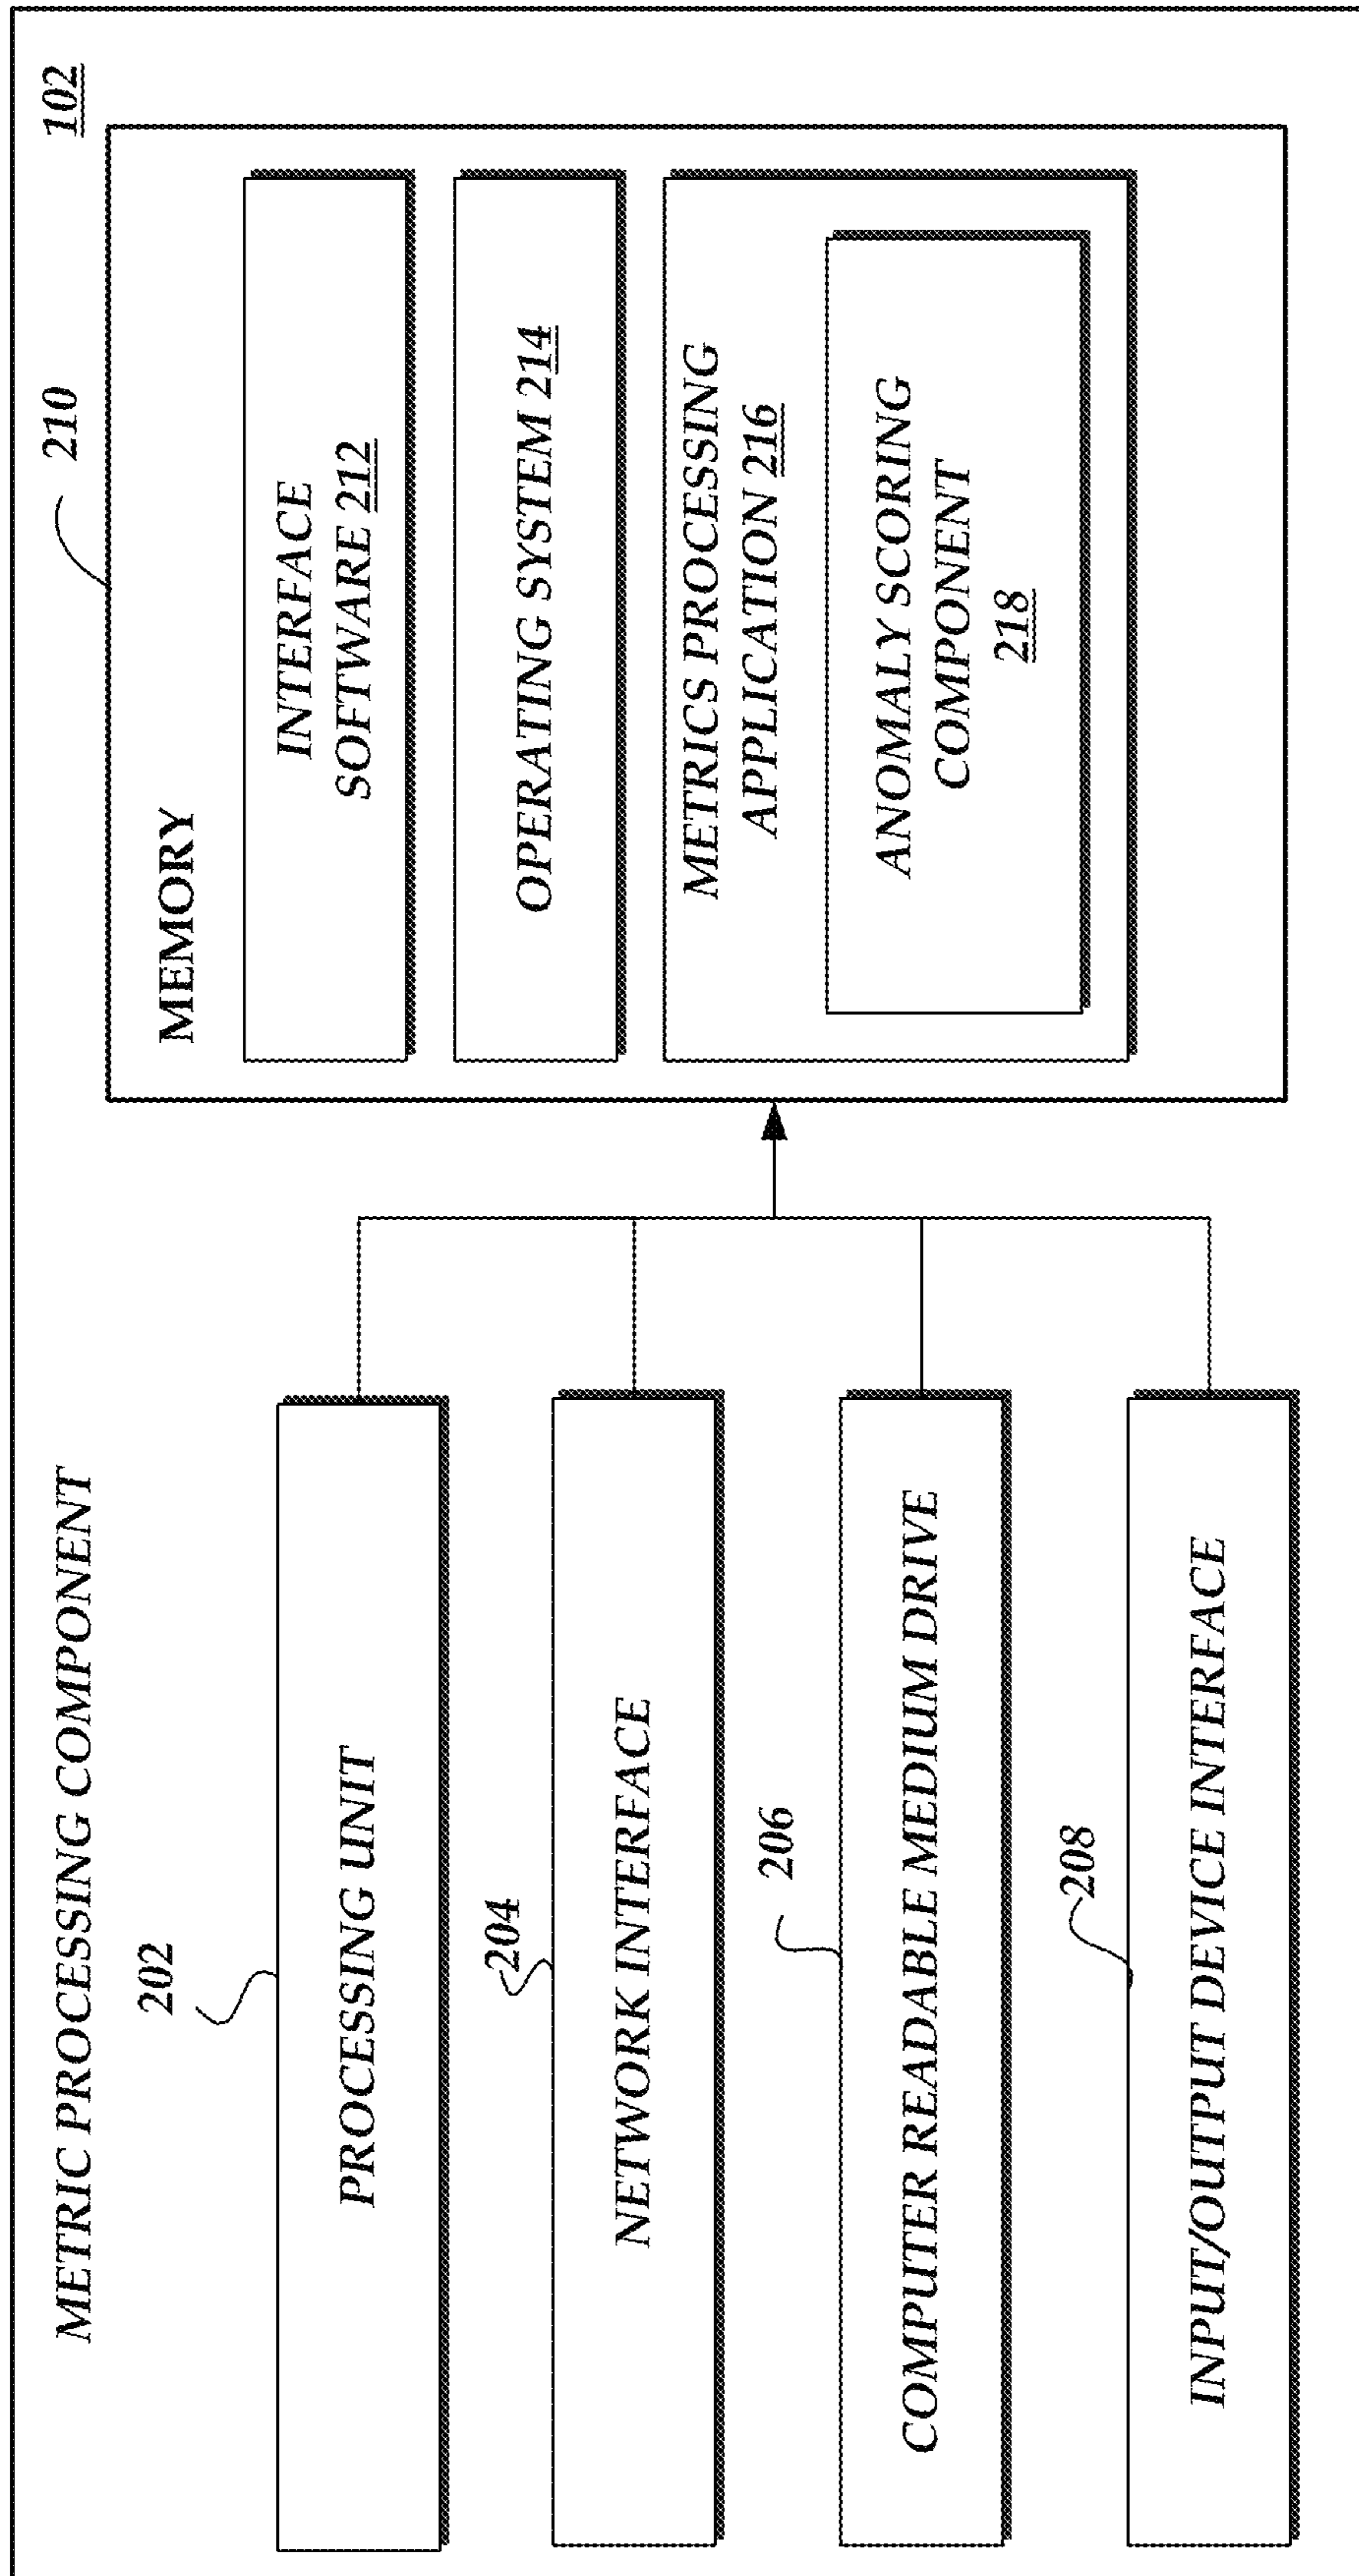 METRIC PROCESSING COMPONENT
102
202
PROCESSING UNIT
204
NETWORK INTERFACE
206
COMPUTER READABLE MEDIUM DRIVE
208
INPUT/OUTPUT DEVICE INTERFACE
210
MEMORY
INTERFACE
SOFTWARE 212
OPERATING SYSTEM 214
METRICS PROCESSING
APPLICATION 216
ANOMALY SCORING
COMPONENT
218